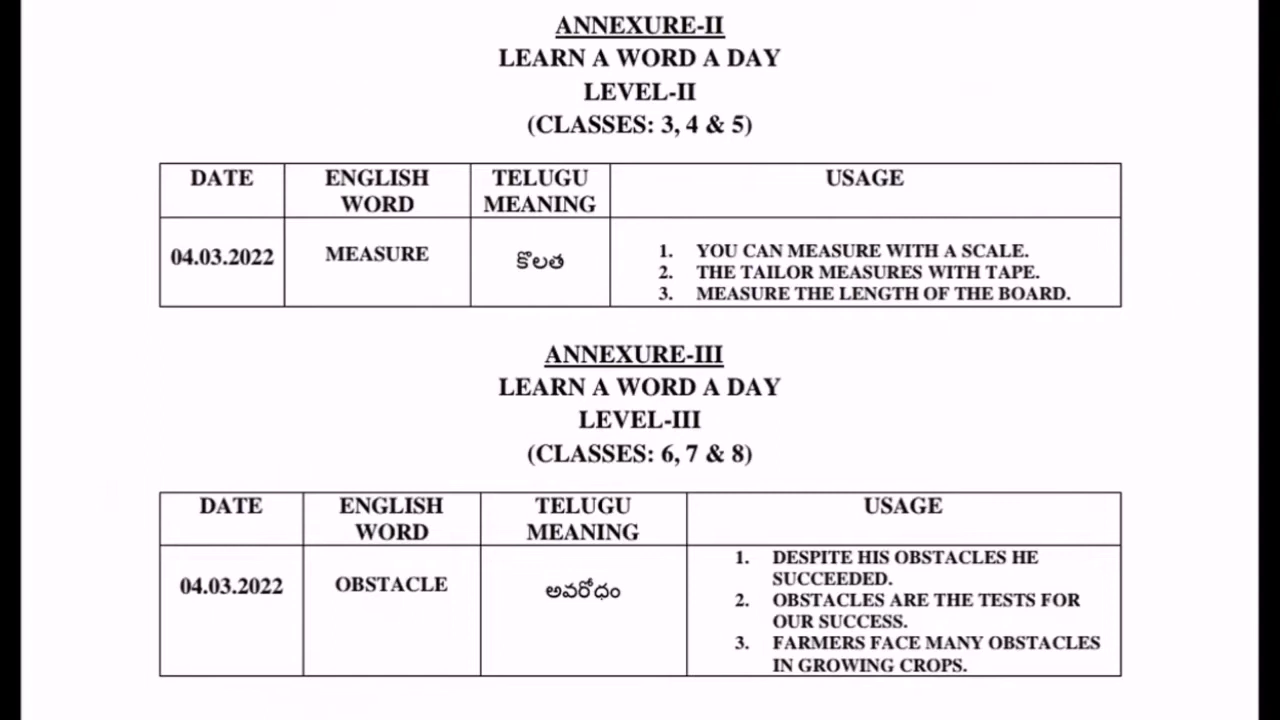 ANNEXURE-II
LEARN A WORD A DAY
LEVEL-II
(CLASSES: 3, 4 & 5)
DATE ENGLISH WORD TELUGU MEANING USAGE
04.03.2022 MEASURE కొలత
1. YOU CAN MEASURE WITH A SCALE.
2. THE TAILOR MEASURES WITH TAPE.
3. MEASURE THE LENGTH OF THE BOARD.
ANNEXURE-III
LEARN A WORD A DAY
LEVEL-III
(CLASSES: 6, 7 & 8)
DATE ENGLISH WORD TELUGU MEANING USAGE
04.03.2022 OBSTACLE అవరోధం
1. DESPITE HIS OBSTACLES HE
SUCCEEDED.
2. OBSTACLES ARE THE TESTS FOR
OUR SUCCESS.
3. FARMERS FACE MANY OBSTACLES
IN GROWING CROPS.